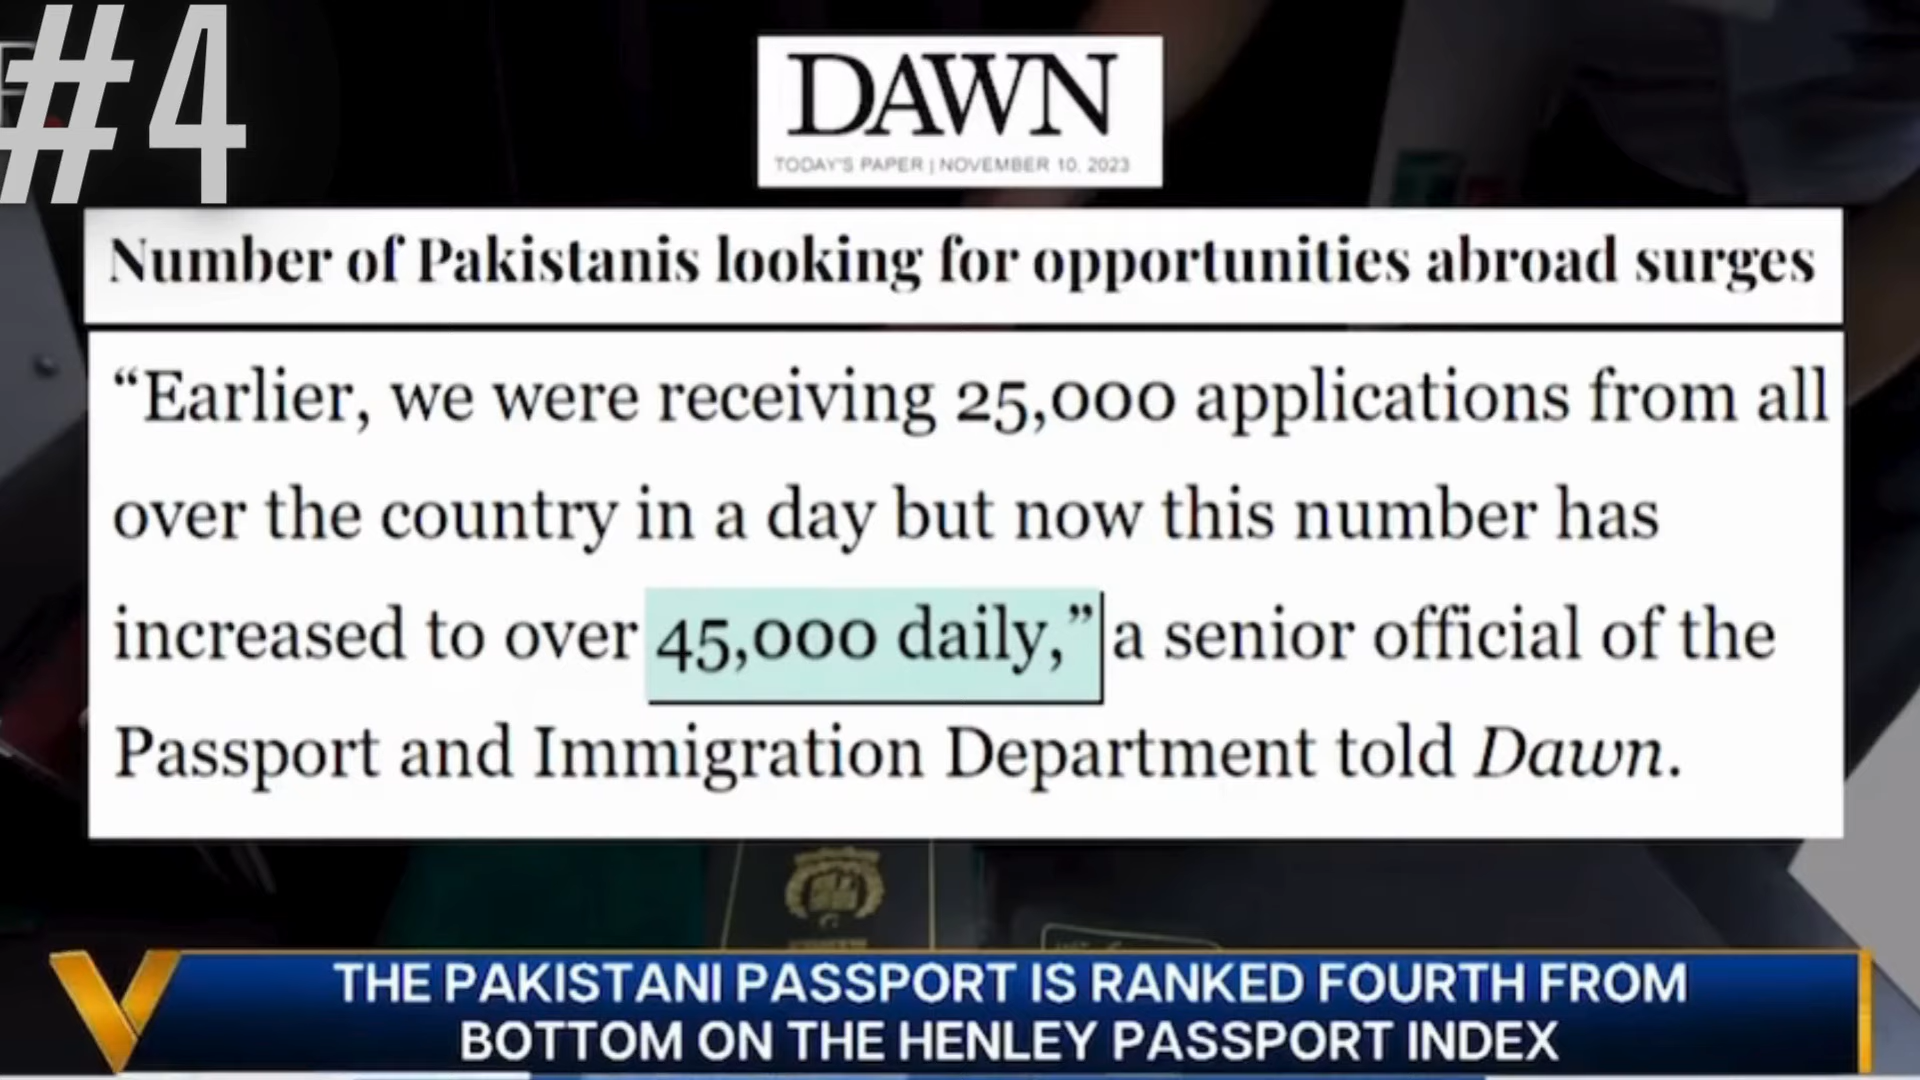 #4
DAWN
TODAY'S PAPER | NOVEMBER 10, 2023
Number of Pakistanis looking for opportunities abroad surges
“Earlier, we were receiving 25,000 applications from all
over the country in a day but now this number has
increased to over 45,000 daily,” a senior official of the
Passport and Immigration Department told Dawn.
THE PAKISTANI PASSPORT IS RANKED FOURTH FROM
BOTTOM ON THE HENLEY PASSPORT INDEX